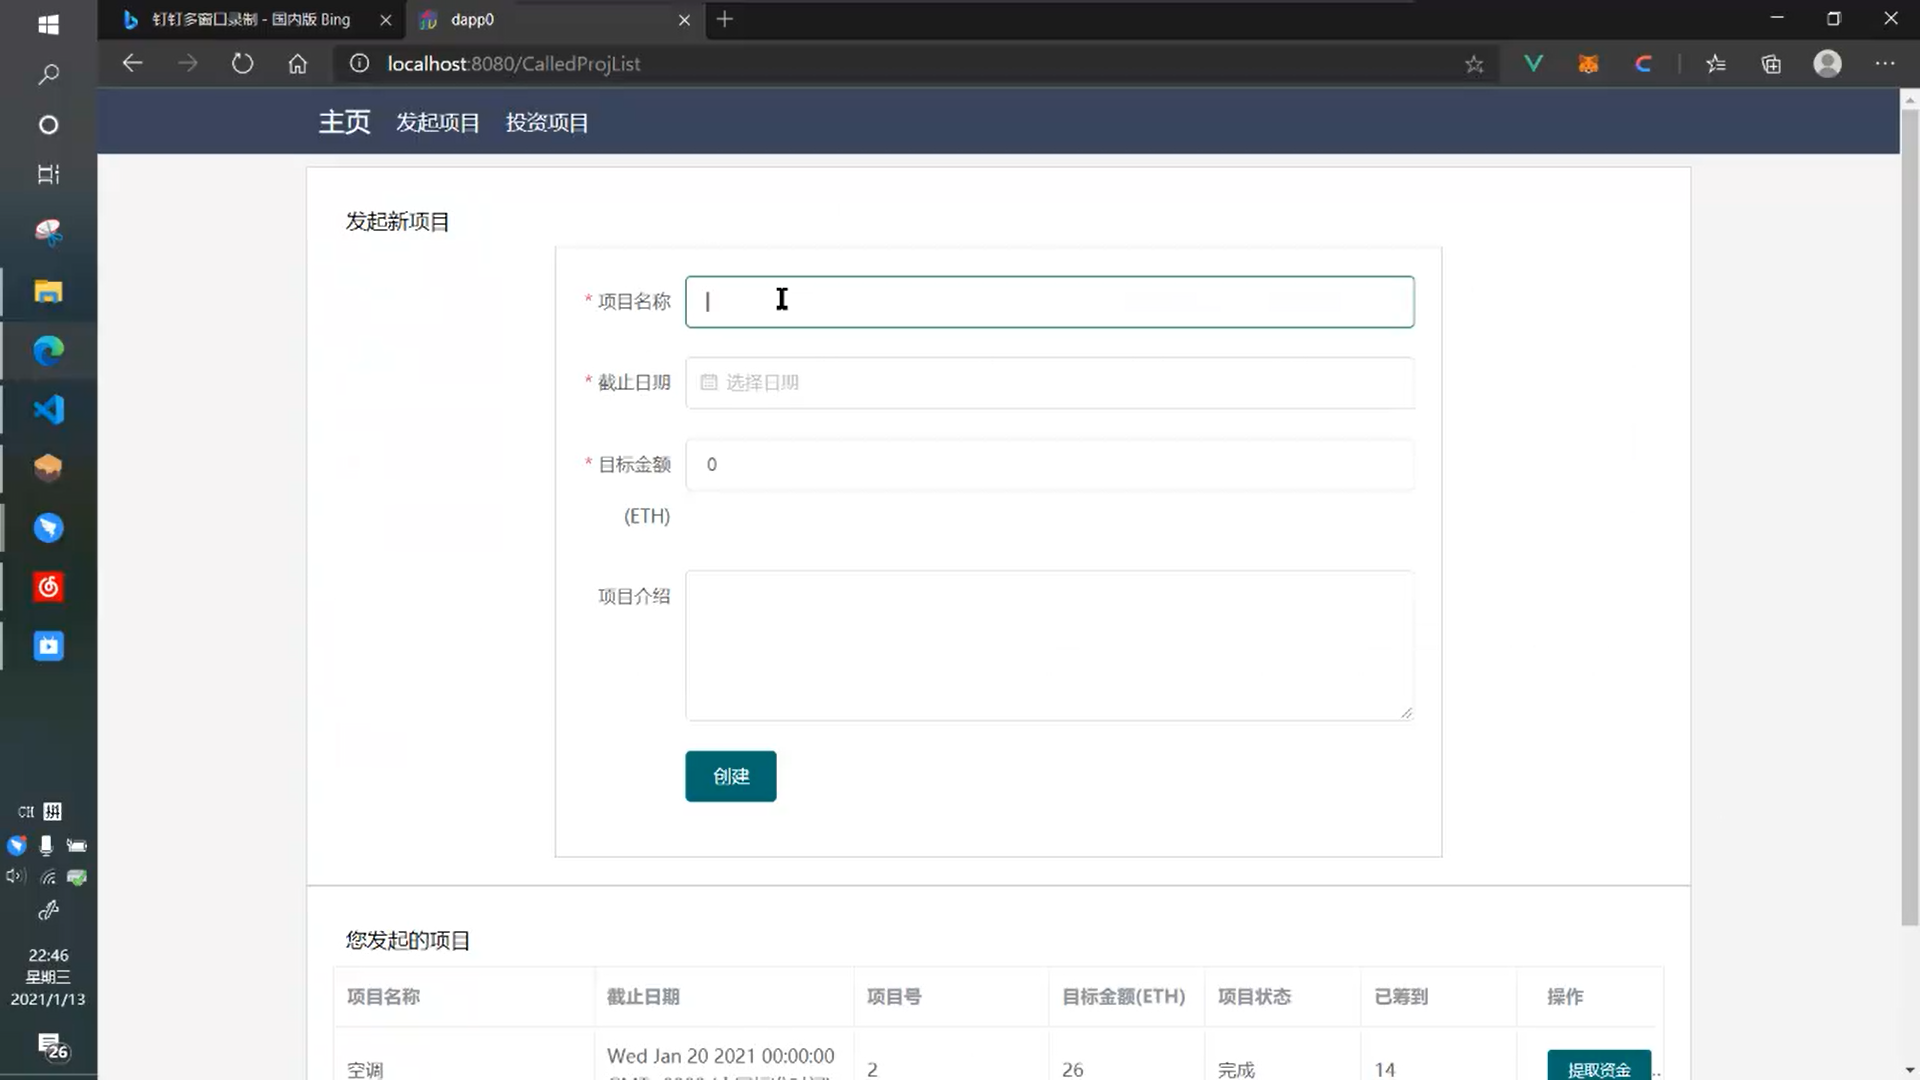 钉钉多窗口录制 - 国内版 Bing
dapp0
localhost:8080/CalledProjList
主页 发起项目 投资项目
发起新项目
* 项目名称
* 截止日期 选择日期
* 目标金额 0
(ETH)
项目介绍
创建
您发起的项目
项目名称 截止日期 项目号 目标金额(ETH) 项目状态 已筹到 操作
Wed Jan 20 2021 00:00:00
空调 2 26 完成 14 提取资金 ..
CH 拼
22:46
星期三
2021/1/13
26